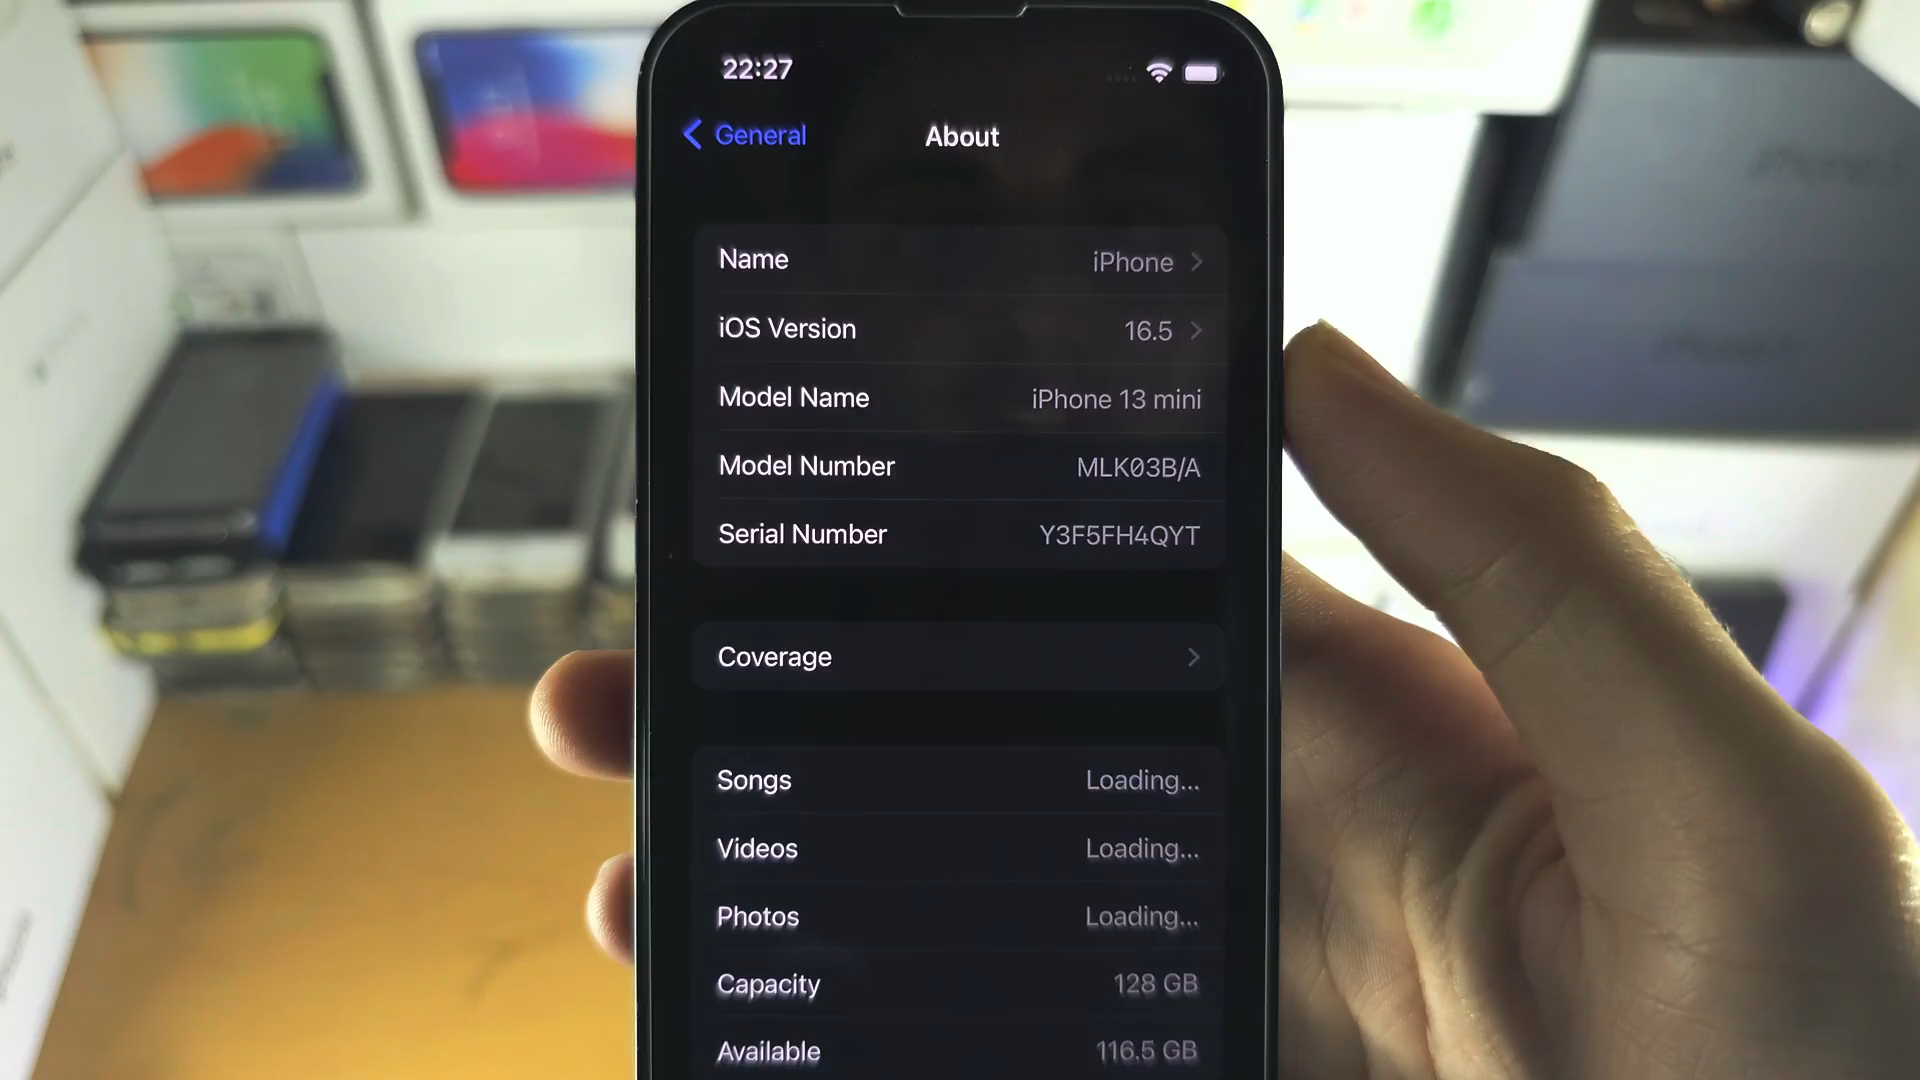 22:27
General
About
Name iPhone
iOS Version 16.5
Model Name iPhone 13 mini
Model Number MLK03B/A
Serial Number Y3F5FH4QYT
Coverage
Songs Loading...
Videos Loading...
Photos Loading...
Capacity 128 GB
Available 116.5 GB